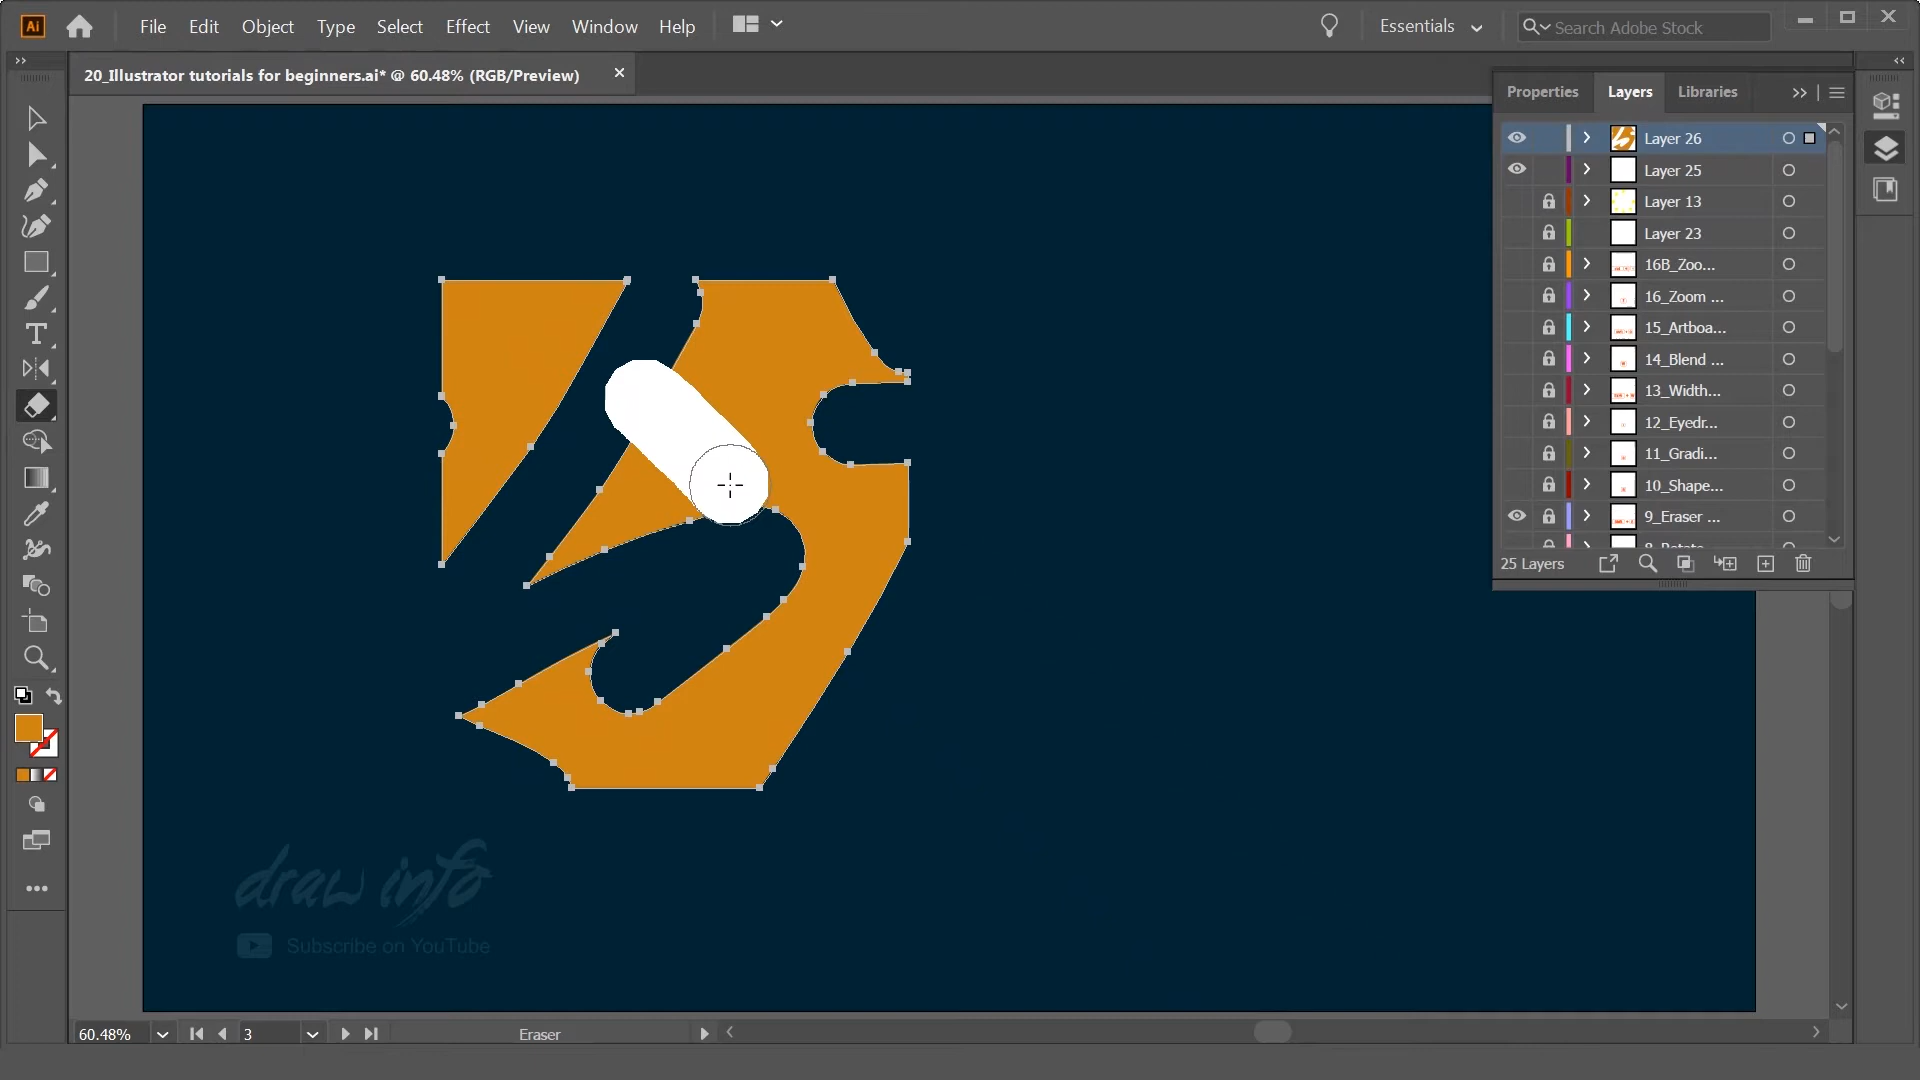 Ai File Edit Object Type Select Effect View Window Help Essentials Search Adobe Stock
20_Illustrator tutorials for beginners.ai* @ 60.48% (RGB/Preview)
Properties Layers Libraries
Layer 26
Layer 25
Layer 13
Layer 23
16B_Zoo...
16_Zoom ...
15_Artboa...
14_Blend ...
13_Width...
12_Eyedr...
11_Gradi...
10_Shape...
9_Eraser ...
25 Layers
draw info
Subscribe on YouTube
60.48% 3 Eraser